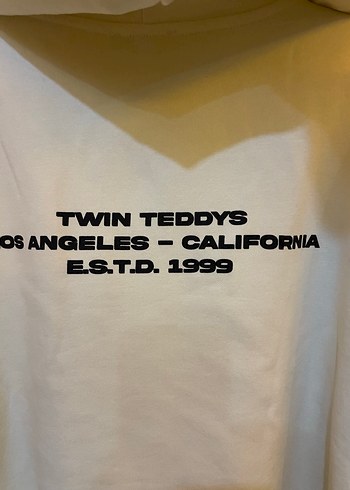 TWIN TEDDYS
OS ANGELES – CALIFORNIA
E.S.T.D. 1999